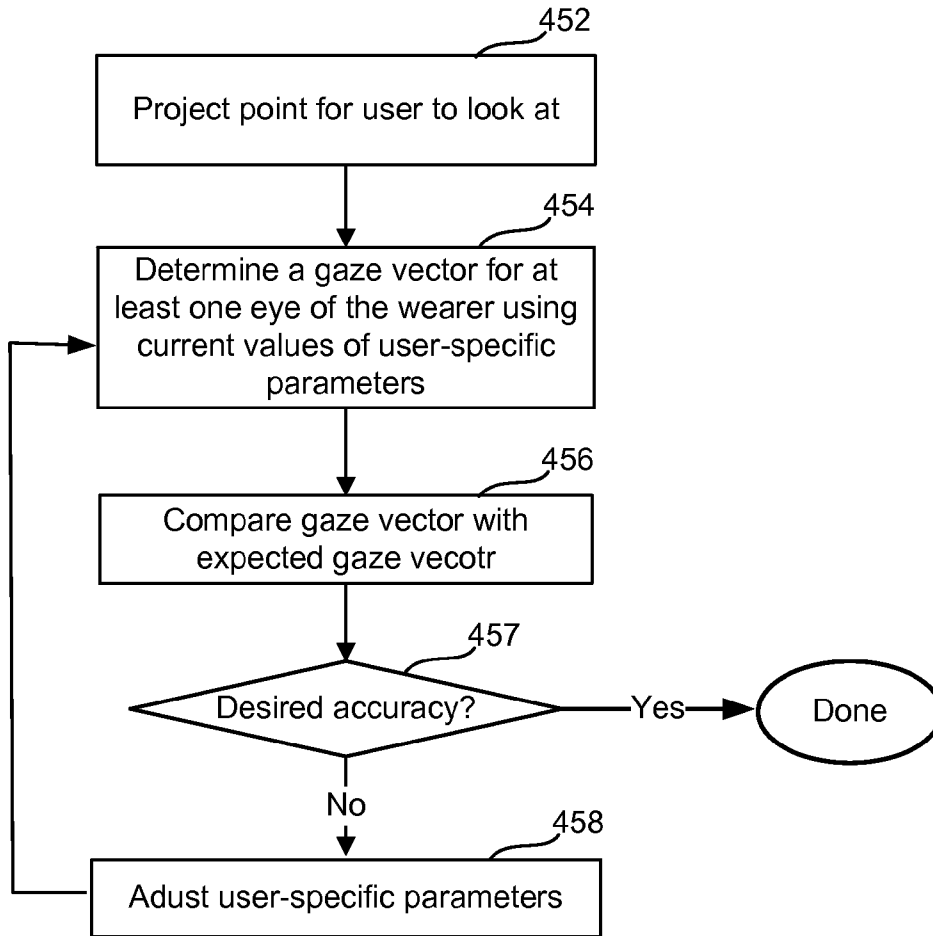 452
Project point for user to look at
454
Determine a gaze vector for at
least one eye of the wearer using
current values of user-specific
parameters
456
Compare gaze vector with
expected gaze vecotr
457
Desired accuracy?
Yes
Done
No
458
Adust user-specific parameters